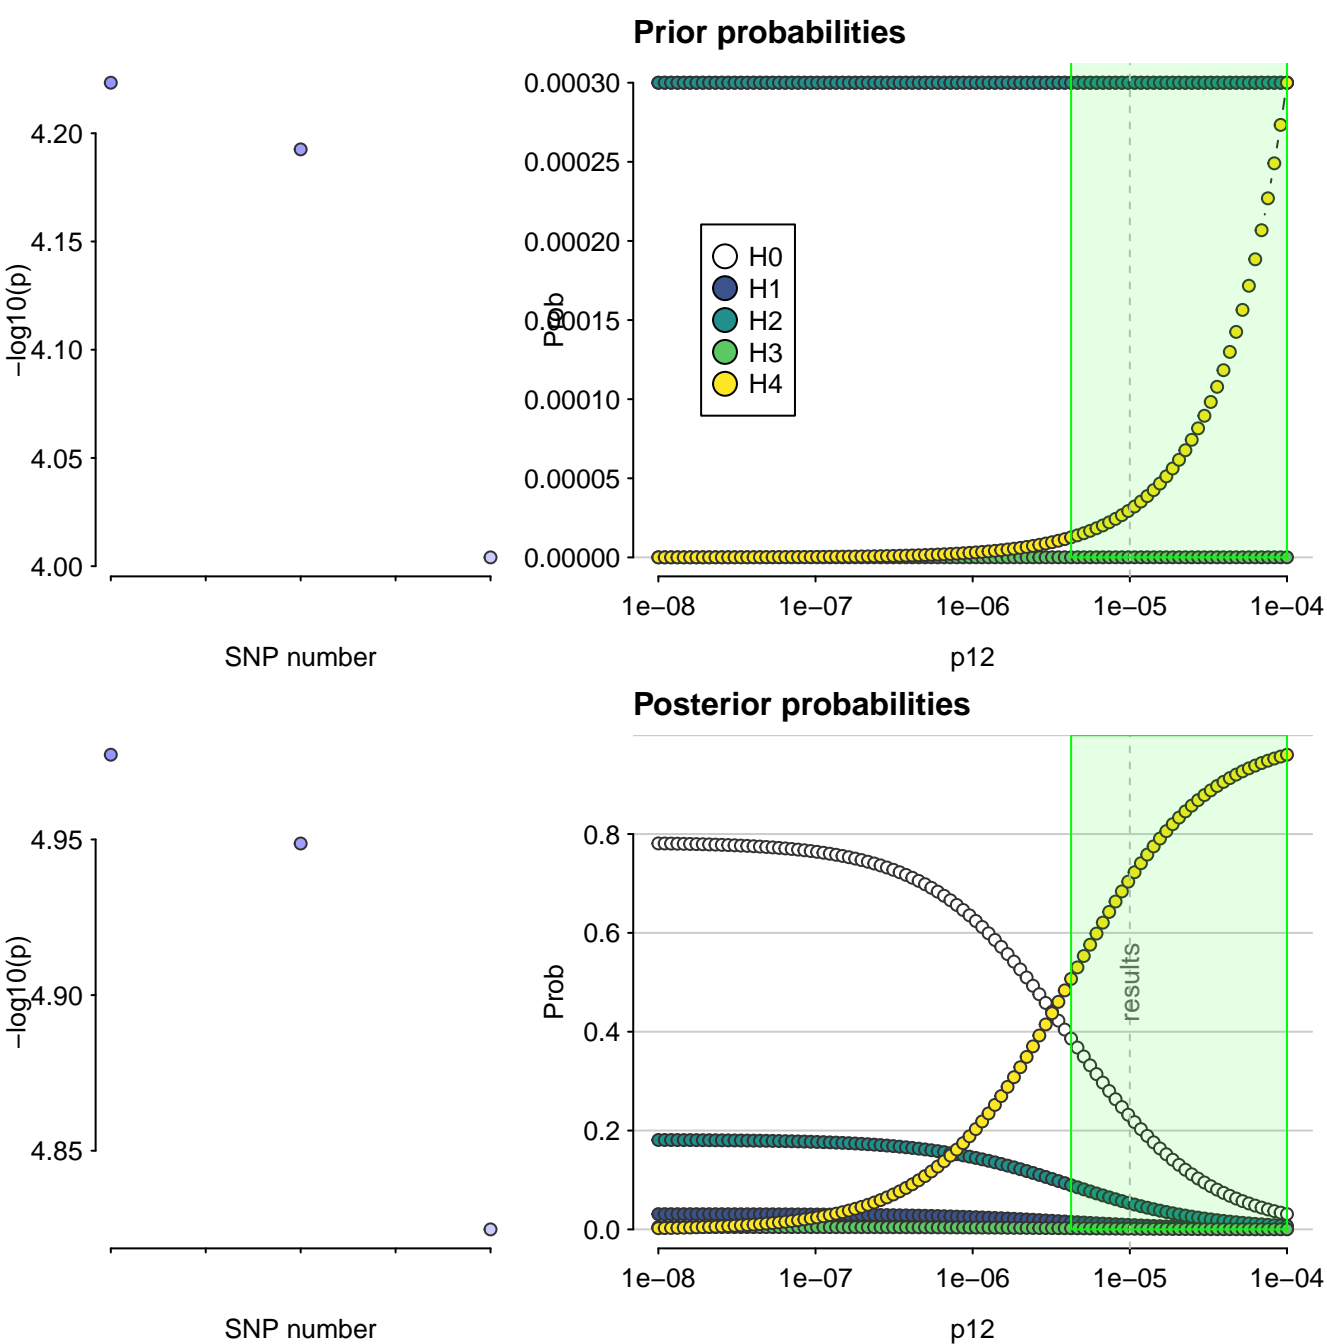 4.20
4.15
4.10
4.05
4.00
−log10(p)
SNP number
Prior probabilities
0.00030
0.00025
0.00020
0.00015
0.00010
0.00005
0.00000
Prob
H0
H1
H2
H3
H4
1e−08 1e−07 1e−06 1e−05 1e−04
p12
4.95
4.90
4.85
−log10(p)
SNP number
Posterior probabilities
0.8
0.6
0.4
0.2
0.0
Prob
results
1e−08 1e−07 1e−06 1e−05 1e−04
p12